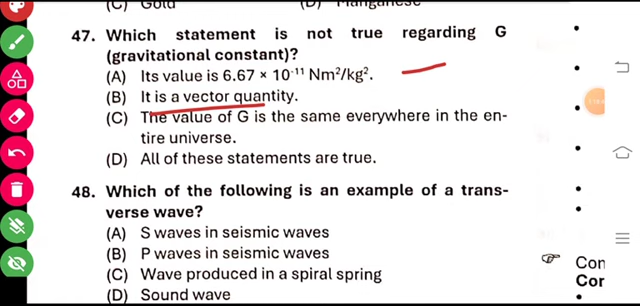 (C) Gold (D) Manganese
47. Which statement is not true regarding G
(gravitational constant)?
(A) Its value is 6.67 × 10⁻¹¹ Nm²/kg².
(B) It is a vector quantity.
(C) The value of G is the same everywhere in the en-
tire universe.
(D) All of these statements are true.
48. Which of the following is an example of a trans-
verse wave?
(A) S waves in seismic waves
(B) P waves in seismic waves
(C) Wave produced in a spiral spring
(D) Sound wave
Con
Cor